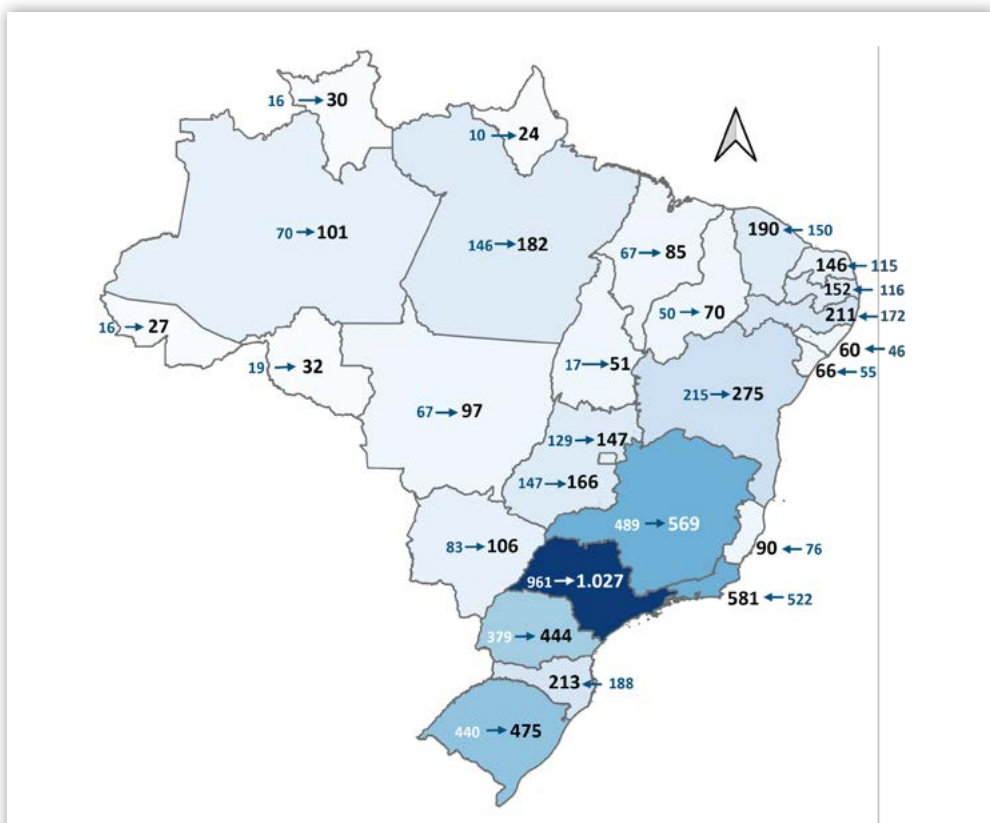 16 → 30
10 → 24
70 → 101
146 → 182
67 → 85
50 → 70
190 ← 150
146 ← 115
152 ← 116
211 ← 172
60 ← 46
66 ← 55
16 → 27
19 → 32
17 → 51
215 → 275
67 → 97
129 → 147
147 → 166
489 → 569
83 → 106
90 ← 76
961 → 1.027
581 ← 522
379 → 444
213 ← 188
440 → 475